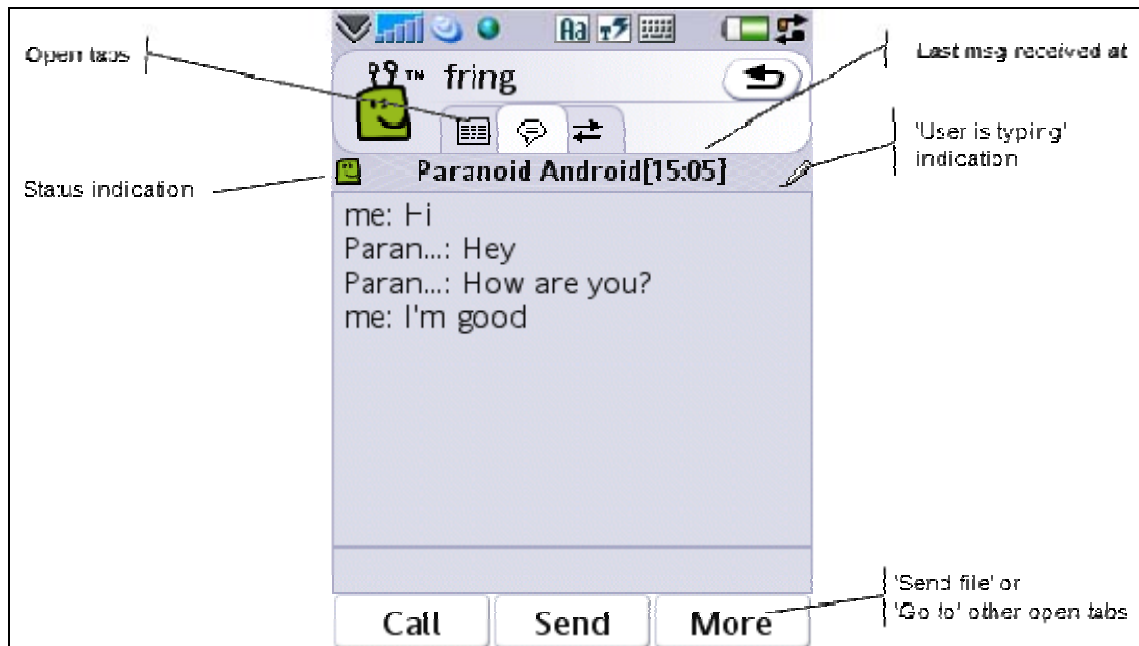 Open tabs
Last msg received at
Aa
T
TM
fring
'User is typing'
indication
Status indication
Paranoid Android[15:05]
me: Hi
Paran...: Hey
Paran...: How are you?
me: I'm good
'Send file' or
'Go to' other open tabs
Call
Send
More